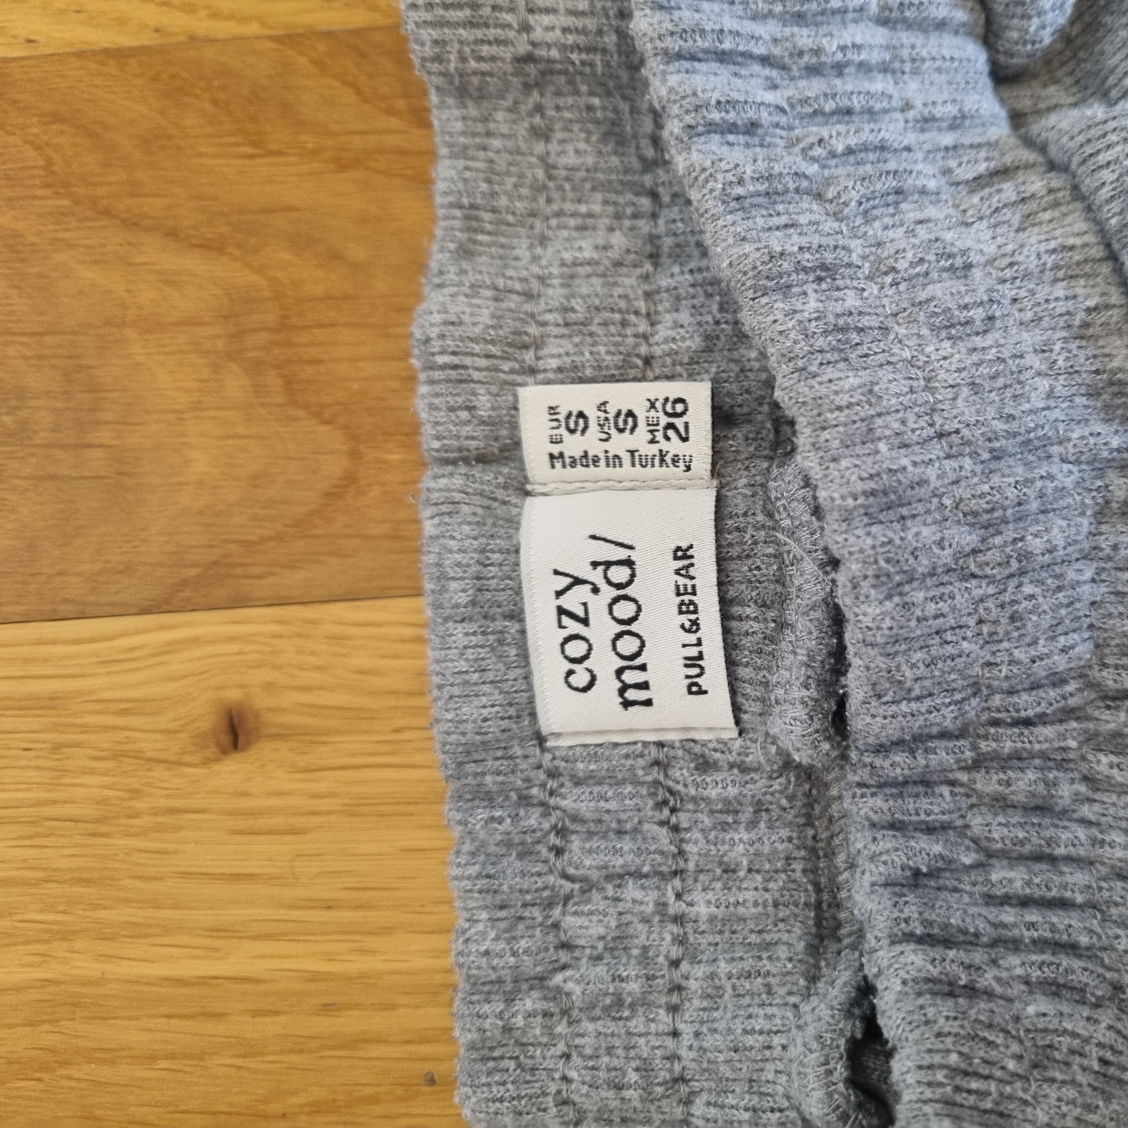 EUR USA MEX
S S 26
Made in Turkey
cozy
mood/
PULL&BEAR